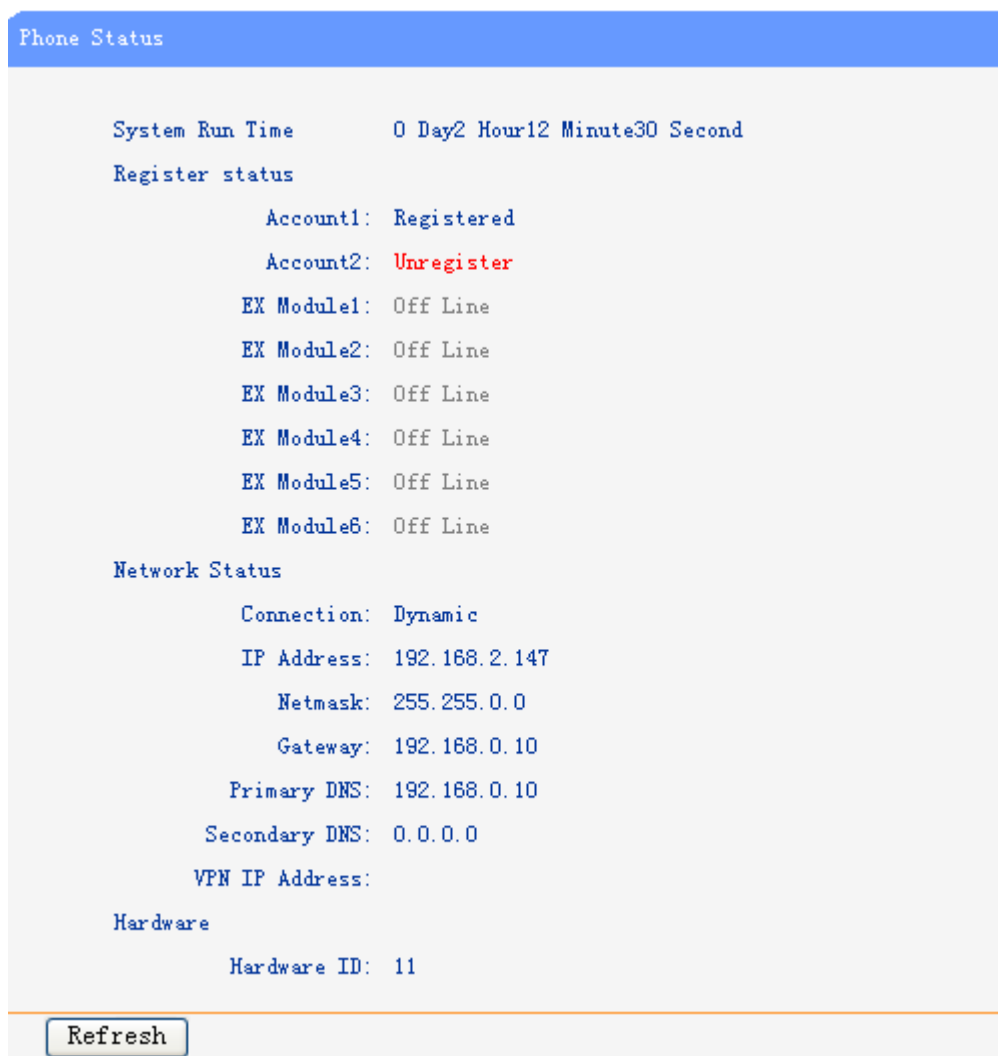 Phone Status
System Run Time 0 Day2 Hour12 Minute30 Second
Register status
Account1: Registered
Account2: Unregister
EX Module1: Off Line
EX Module2: Off Line
EX Module3: Off Line
EX Module4: Off Line
EX Module5: Off Line
EX Module6: Off Line
Network Status
Connection: Dynamic
IP Address: 192.168.2.147
Netmask: 255.255.0.0
Gateway: 192.168.0.10
Primary DNS: 192.168.0.10
Secondary DNS: 0.0.0.0
VPN IP Address:
Hardware
Hardware ID: 11
Refresh